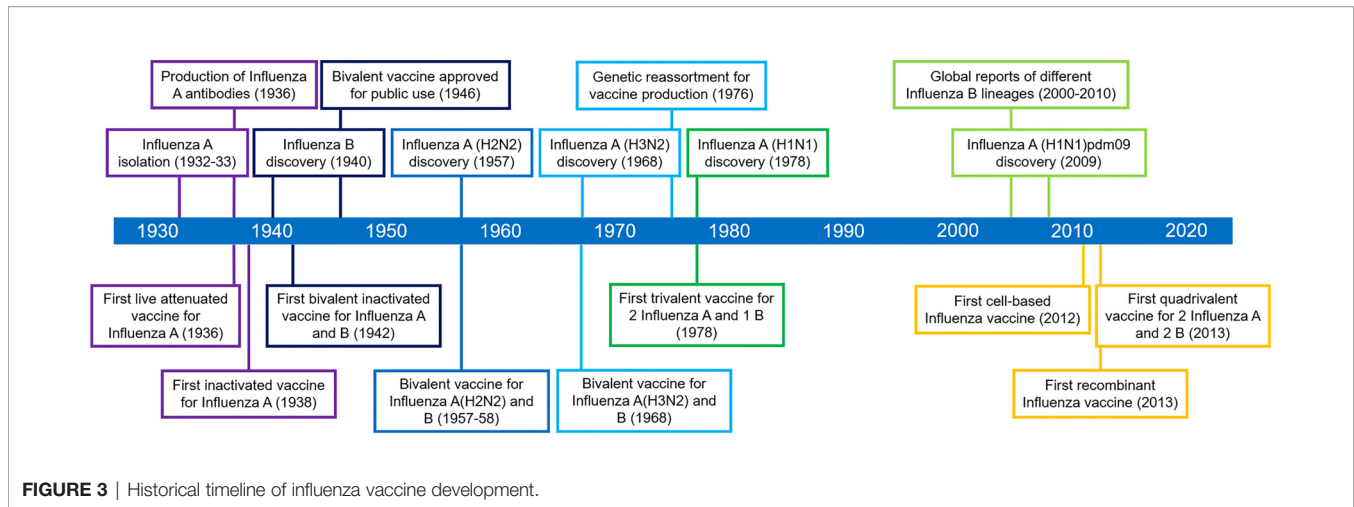 Production of Influenza
A antibodies (1936)
Bivalent vaccine approved
for public use (1946)
Genetic reassortment for
vaccine production (1976)
Global reports of different
Influenza B lineages (2000-2010)
Influenza A
isolation (1932-33)
Influenza B
discovery (1940)
Influenza A (H2N2)
discovery (1957)
Influenza A (H3N2)
discovery (1968)
Influenza A (H1N1)
discovery (1978)
Influenza A (H1N1)pdm09
discovery (2009)
1930 1940 1950 1960 1970 1980 1990 2000 2010 2020
First live attenuated
vaccine for
Influenza A (1936)
First bivalent inactivated
vaccine for Influenza A
and B (1942)
First trivalent vaccine for
2 Influenza A and 1 B
(1978)
First cell-based
Influenza vaccine (2012)
First quadrivalent
vaccine for 2 Influenza A
and 2 B (2013)
First inactivated vaccine
for Influenza A (1938)
Bivalent vaccine for
Influenza A(H2N2) and
B (1957-58)
Bivalent vaccine for
Influenza A(H3N2) and
B (1968)
First recombinant
Influenza vaccine (2013)
FIGURE 3 | Historical timeline of influenza vaccine development.